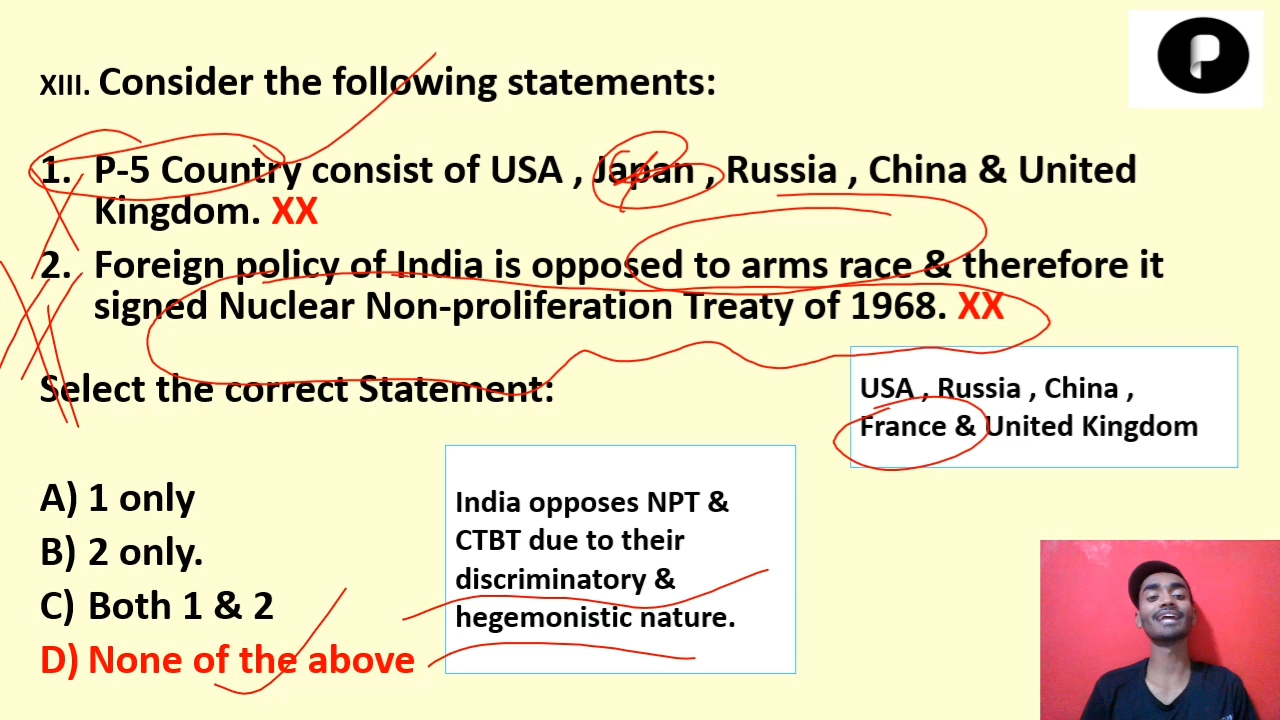 XIII. Consider the following statements:
1. P-5 Country consist of USA , Japan , Russia , China & United
Kingdom. XX
2. Foreign policy of India is opposed to arms race & therefore it
signed Nuclear Non-proliferation Treaty of 1968. XX
Select the correct Statement:
USA , Russia , China ,
France & United Kingdom
A) 1 only
B) 2 only.
C) Both 1 & 2
D) None of the above
India opposes NPT &
CTBT due to their
discriminatory &
hegemonistic nature.
P